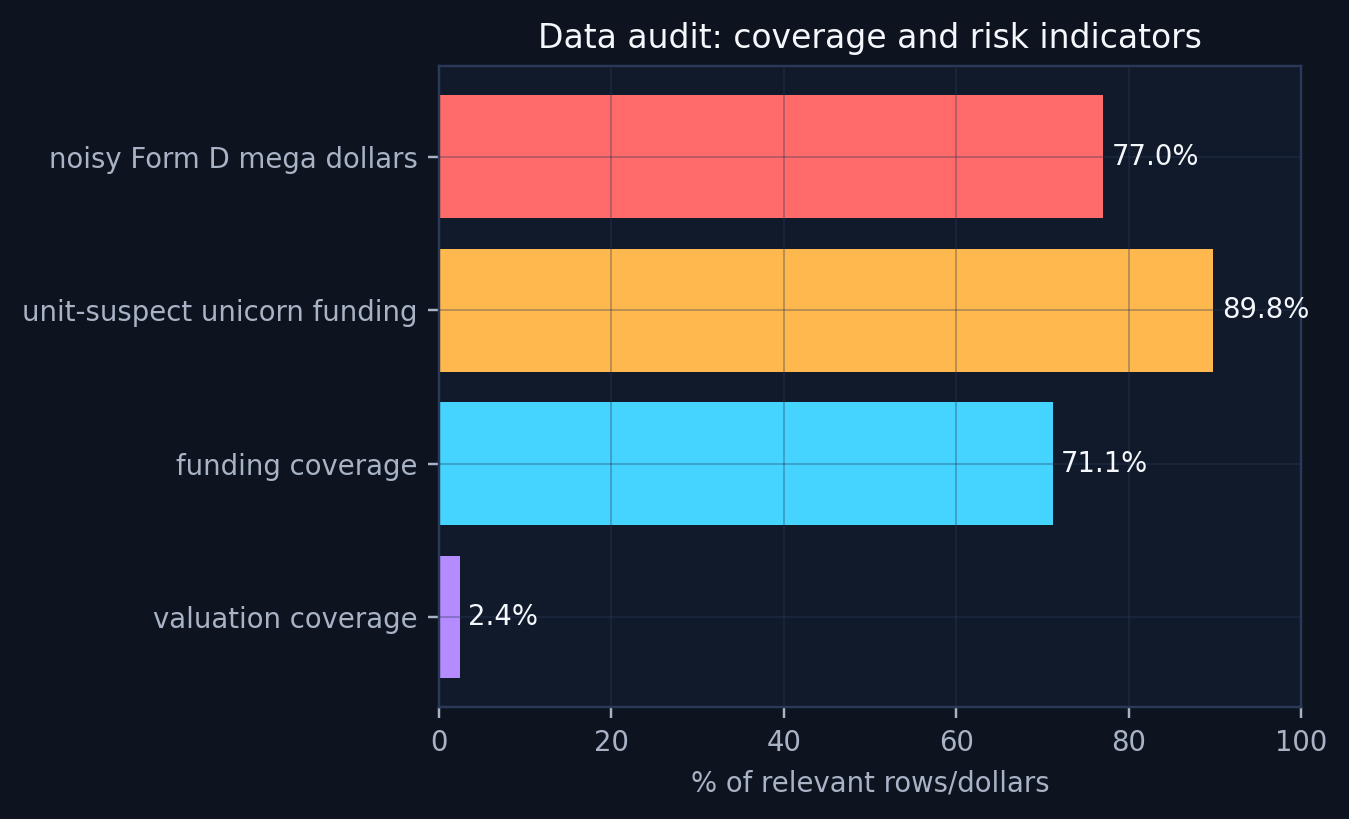 Data audit: coverage and risk indicators
noisy Form D mega dollars
77.0%
unit-suspect unicorn funding
89.8%
funding coverage
71.1%
valuation coverage
2.4%
0 20 40 60 80 100
% of relevant rows/dollars